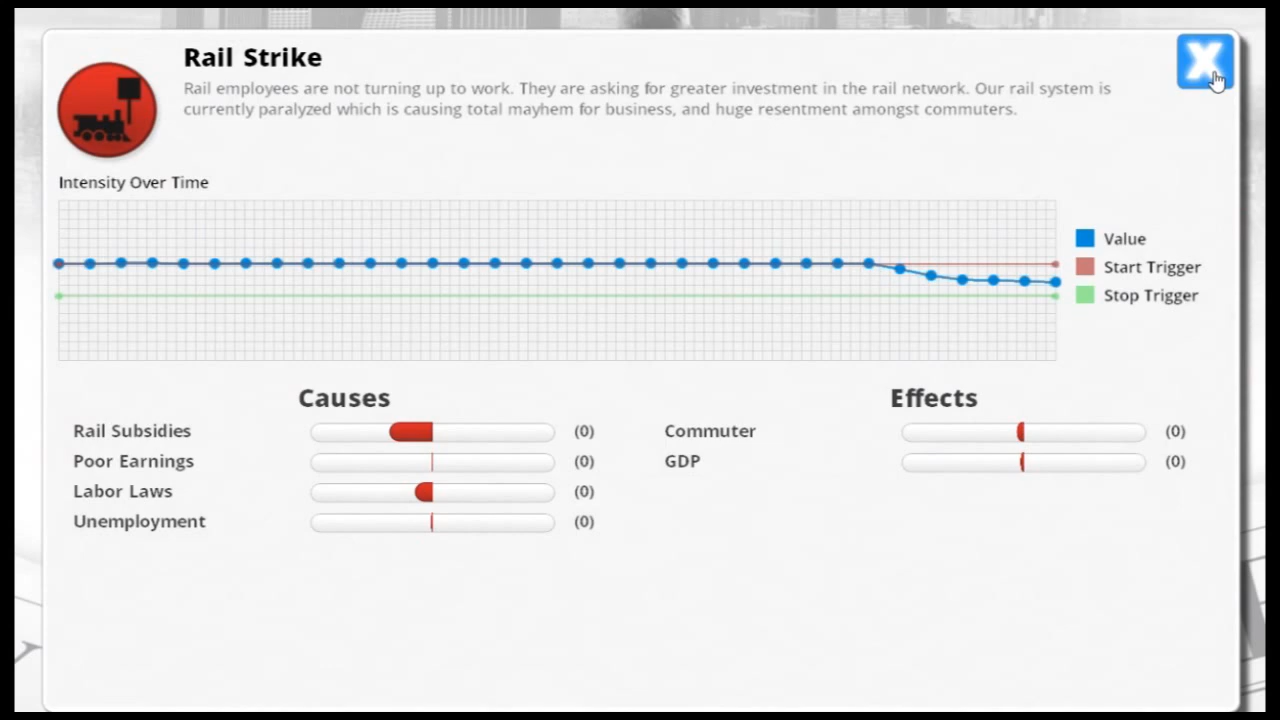 Rail Strike
Rail employees are not turning up to work. They are asking for greater investment in the rail network. Our rail system is
currently paralyzed which is causing total mayhem for business, and huge resentment amongst commuters.
X
Intensity Over Time
Value
Start Trigger
Stop Trigger
Causes
Rail Subsidies (0)
Poor Earnings (0)
Labor Laws (0)
Unemployment (0)
Effects
Commuter (0)
GDP (0)